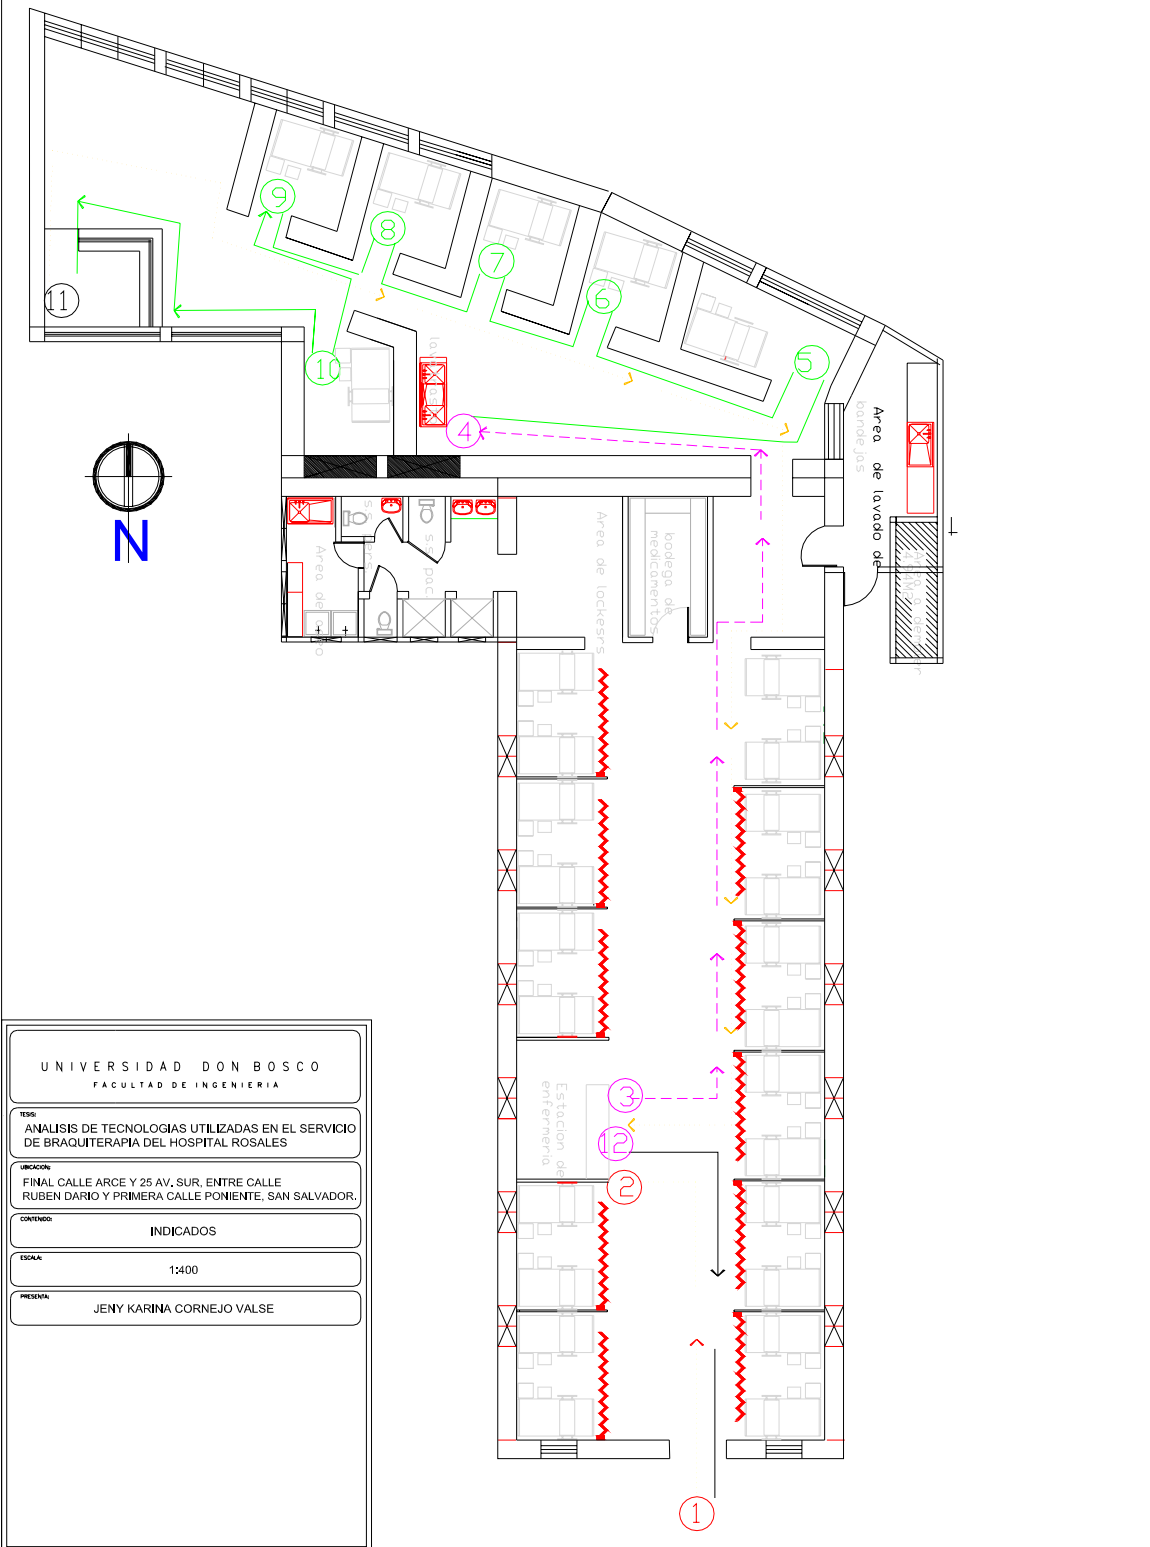 9
8
7
6
5
11
10
4
lavamanos
Area de lavado de
bandejas
N
Area de lockesrs
bodega de
medicamentos
s.s. pac.
Estacion de
enfermeria
3
12
2
1
UNIVERSIDAD DON BOSCO
FACULTAD DE INGENIERIA
TESIS:
ANALISIS DE TECNOLOGIAS UTILIZADAS EN EL SERVICIO
DE BRAQUITERAPIA DEL HOSPITAL ROSALES
UBICACIÓN:
FINAL CALLE ARCE Y 25 AV. SUR, ENTRE CALLE
RUBEN DARIO Y PRIMERA CALLE PONIENTE, SAN SALVADOR.
CONTENIDO:
INDICADOS
ESCALA:
1:400
PRESENTA:
JENY KARINA CORNEJO VALSE